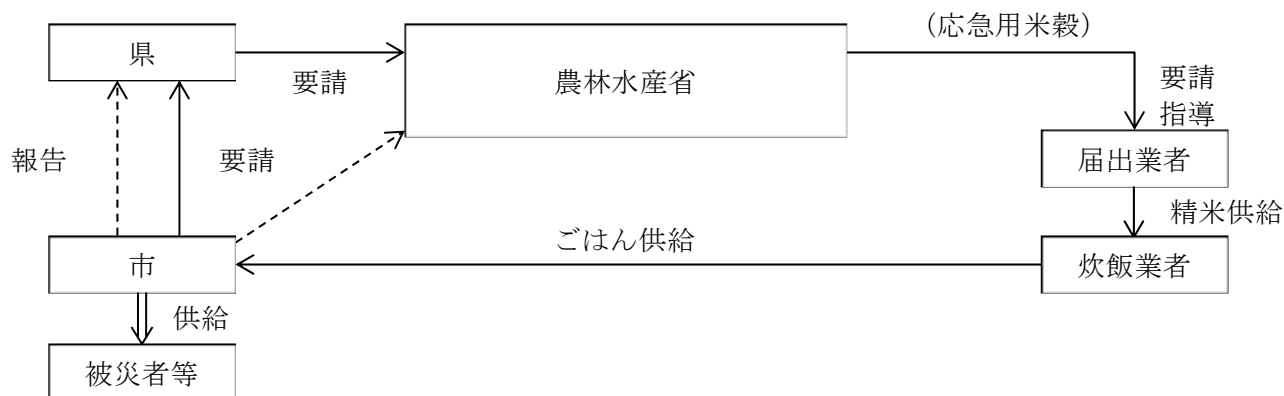 (応急用米穀)
県
要請
農林水産省
要請
指導
報告
要請
届出業者
精米供給
ごはん供給
市
炊飯業者
供給
被災者等